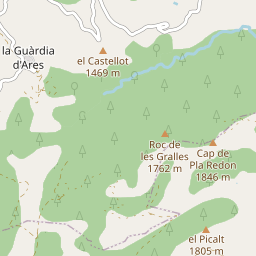 la Guàrdia
d'Ares
el Castellot
1469 m
Roc de
les Gralles
1762 m
Cap de
Pla Redon
1846 m
el Picalt
1805 m